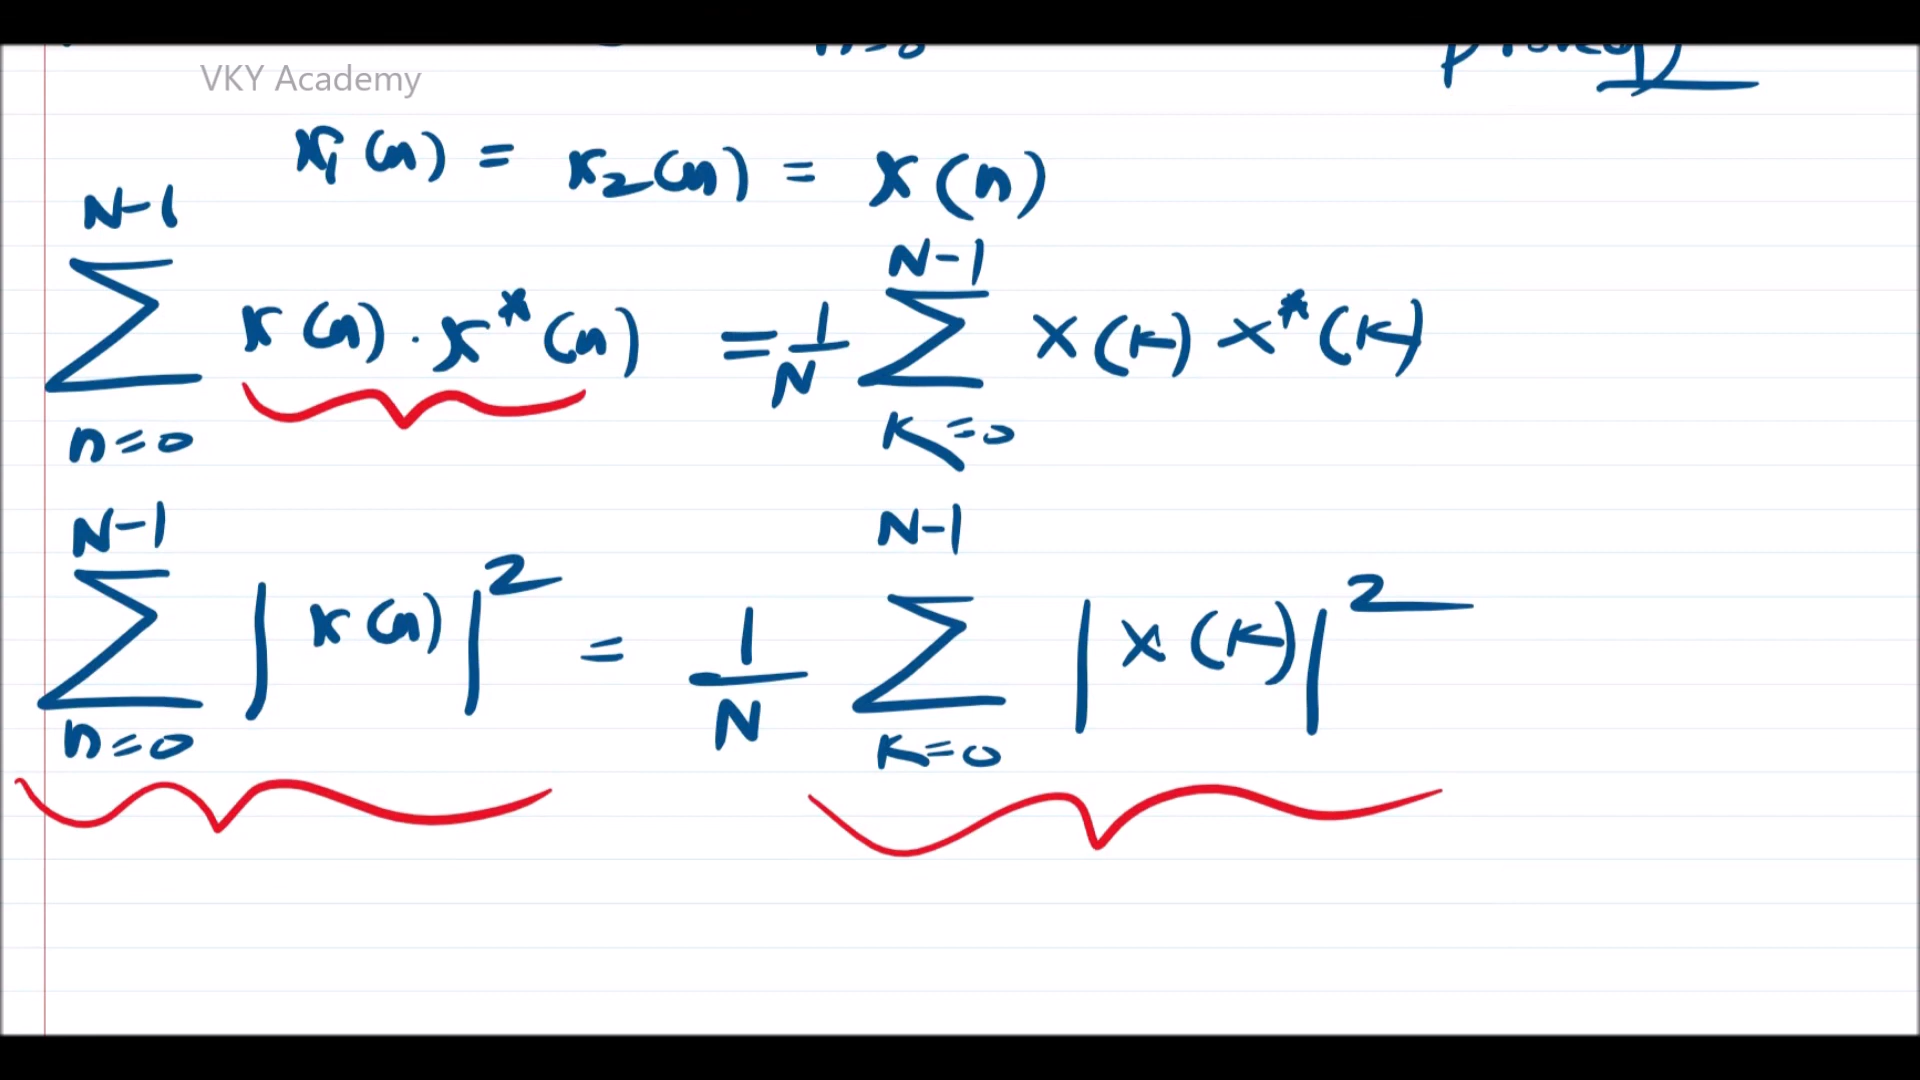 VKY Academy
x₁(n) = x₂(n) = x(n)
∑_{n=0}^{N-1} x(n) · x*(n) = 1/N ∑_{K=0}^{N-1} X(K) X*(K)
∑_{n=0}^{N-1} |x(n)|² = 1/N ∑_{K=0}^{N-1} |X(K)|²